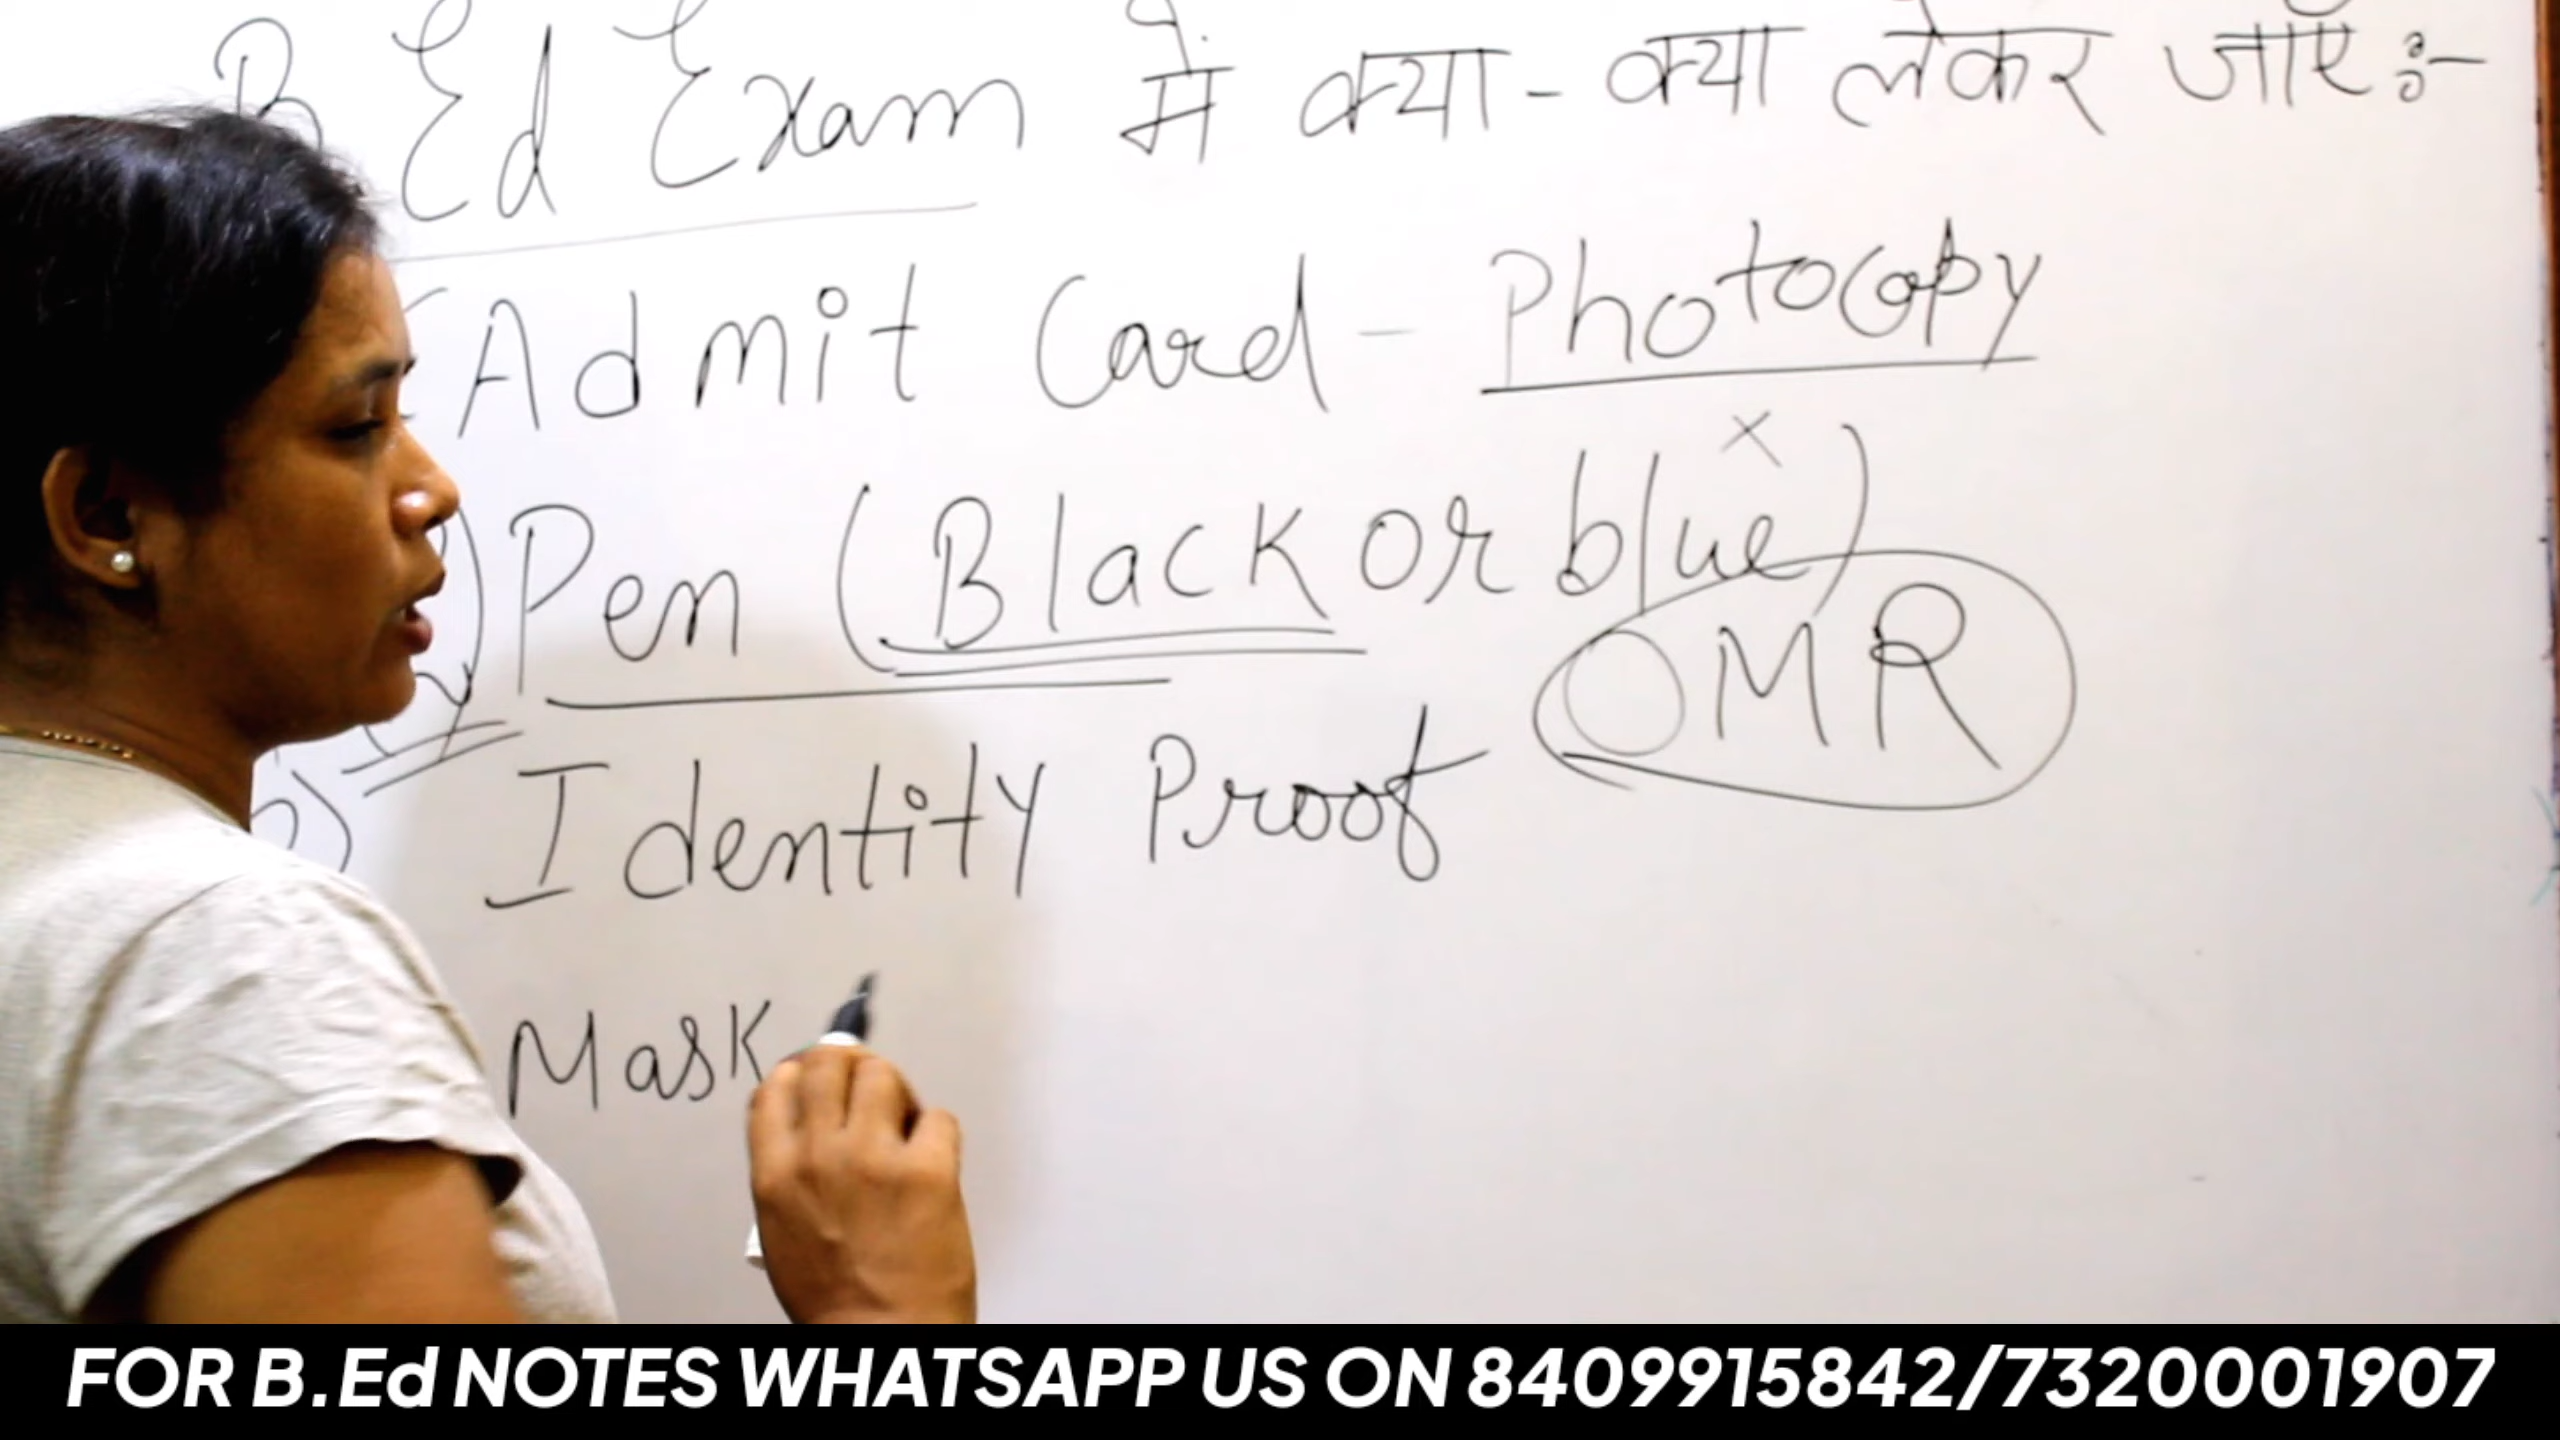 B Ed Exam में क्या - क्या लेकर जाएँ :-
Admit Card - Photocopy
x
Pen (Black or blue)
OMR
Identity Proof
Mask
FOR B.Ed NOTES WHATSAPP US ON 8409915842/7320001907